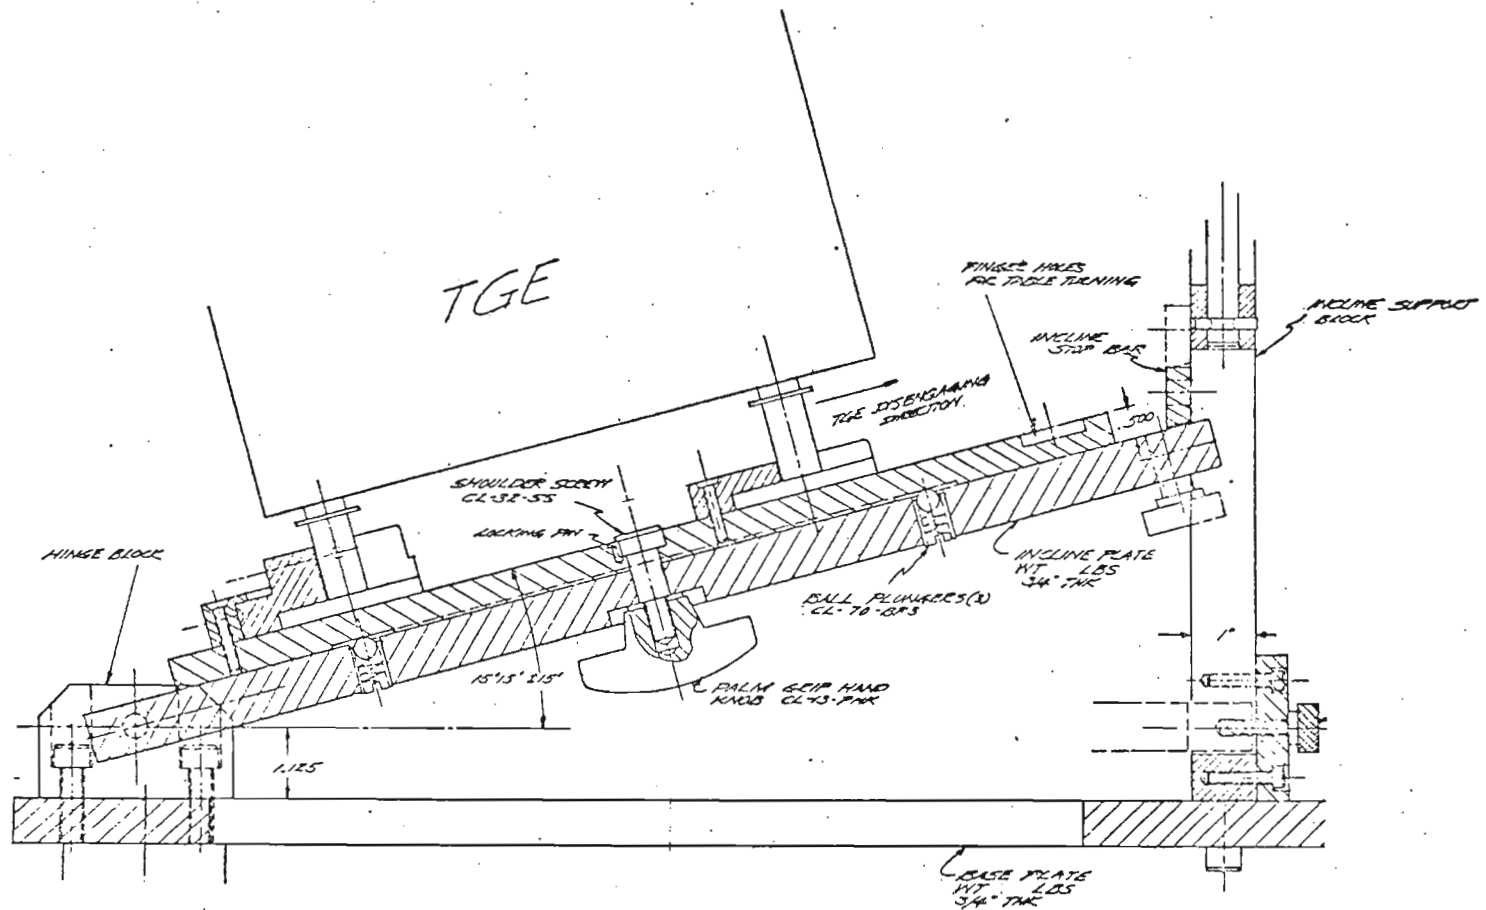 TGE
FINGER HOLES
FOR TABLE TURNING
INCLINE SUPPORT
BLOCK
INCLINE
STOP BAR
TGE DISENGAGING
DIRECTION
.500
SHOULDER SCREW
CL-32-SS
LOCKING PIN
HINGE BLOCK
INCLINE PLATE
WT LBS
3/4" THK
BALL PLUNGERS(3)
CL-70-BPS
1"
15°
PALM GRIP HAND
KNOB CL-43-PHK
1.125
BASE PLATE
WT LBS
3/4" THK